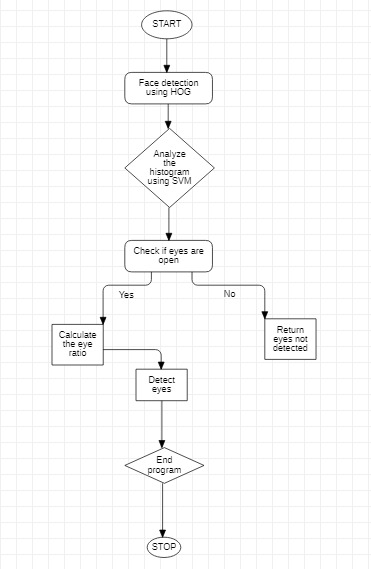 START
Face detection
using HOG
Analyze
the
histogram
using SVM
Check if eyes are
open
Yes
No
Calculate
the eye
ratio
Return
eyes not
detected
Detect
eyes
End
program
STOP